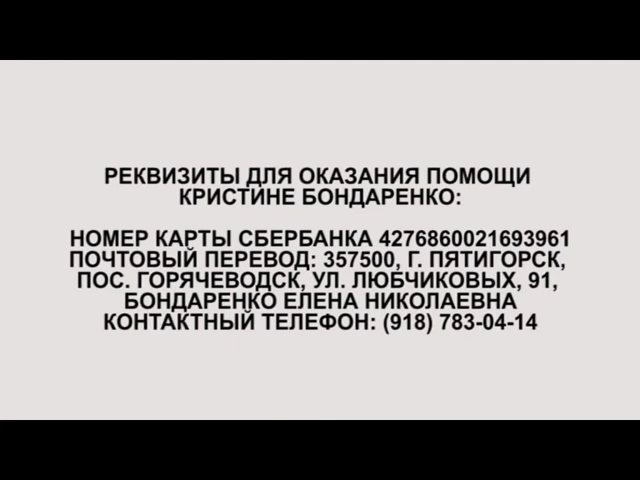 РЕКВИЗИТЫ ДЛЯ ОКАЗАНИЯ ПОМОЩИ
КРИСТИНЕ БОНДАРЕНКО:
НОМЕР КАРТЫ СБЕРБАНКА 4276860021693961
ПОЧТОВЫЙ ПЕРЕВОД: 357500, Г. ПЯТИГОРСК,
ПОС. ГОРЯЧЕВОДСК, УЛ. ЛЮБЧИКОВЫХ, 91,
БОНДАРЕНКО ЕЛЕНА НИКОЛАЕВНА
КОНТАКТНЫЙ ТЕЛЕФОН: (918) 783-04-14